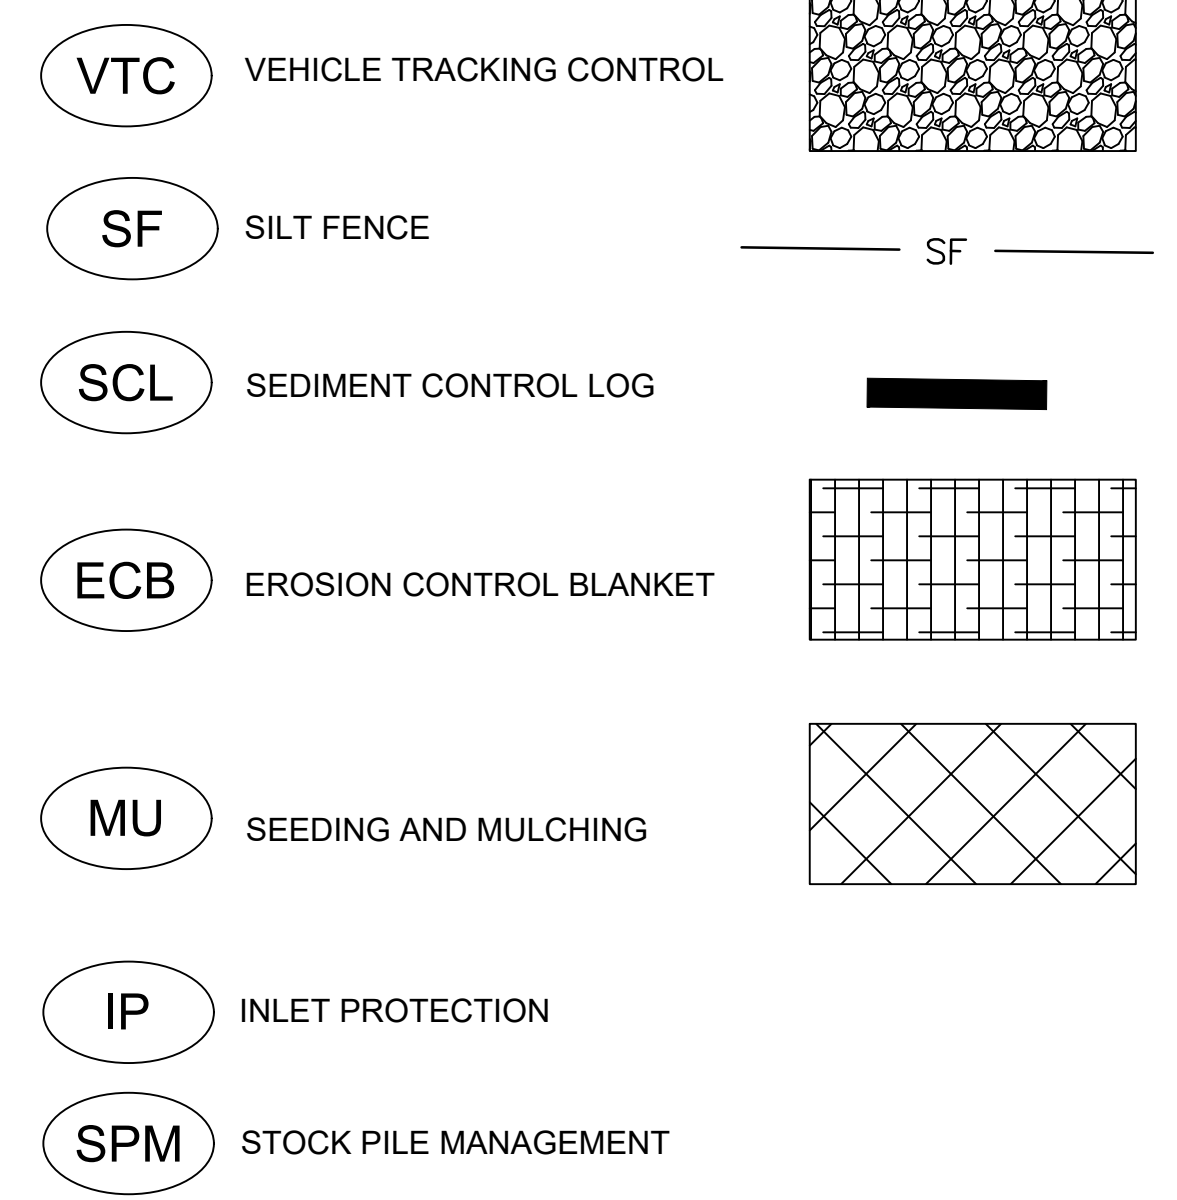 VTC VEHICLE TRACKING CONTROL
SF SILT FENCE SF
SCL SEDIMENT CONTROL LOG
ECB EROSION CONTROL BLANKET
MU SEEDING AND MULCHING
IP INLET PROTECTION
SPM STOCK PILE MANAGEMENT